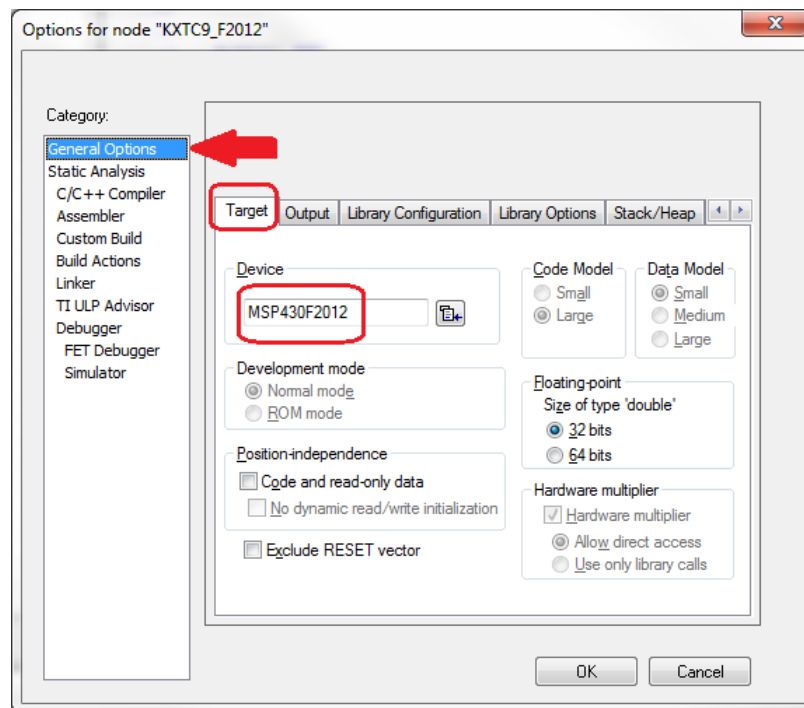 Options for node "KXTC9_F2012"
Category:
General Options
Static Analysis
C/C++ Compiler
Assembler
Custom Build
Build Actions
Linker
TI ULP Advisor
Debugger
FET Debugger
Simulator
Target Output Library Configuration Library Options Stack/Heap
Device
MSP430F2012
Development mode
Normal mode
ROM mode
Position-independence
Code and read-only data
No dynamic read/write initialization
Exclude RESET vector
Code Model
Small
Large
Data Model
Small
Medium
Large
Floating-point
Size of type 'double'
32 bits
64 bits
Hardware multiplier
Hardware multiplier
Allow direct access
Use only library calls
OK Cancel